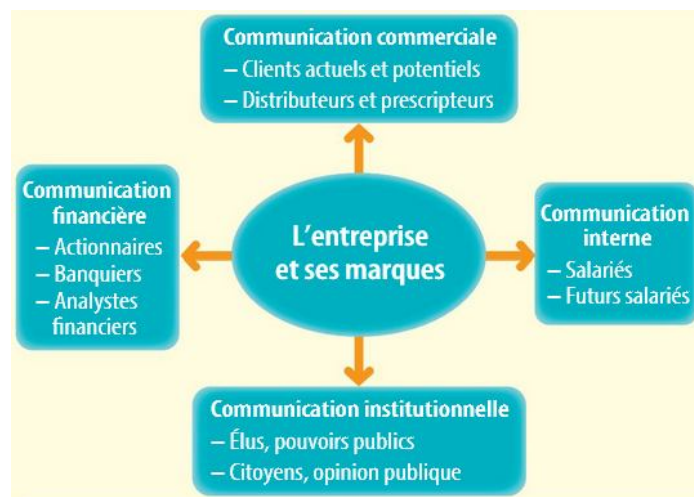 Communication commerciale
– Clients actuels et potentiels
– Distributeurs et prescripteurs
Communication
financière
– Actionnaires
– Banquiers
– Analystes
financiers
L'entreprise
et ses marques
Communication
interne
– Salariés
– Futurs salariés
Communication institutionnelle
– Élus, pouvoirs publics
– Citoyens, opinion publique